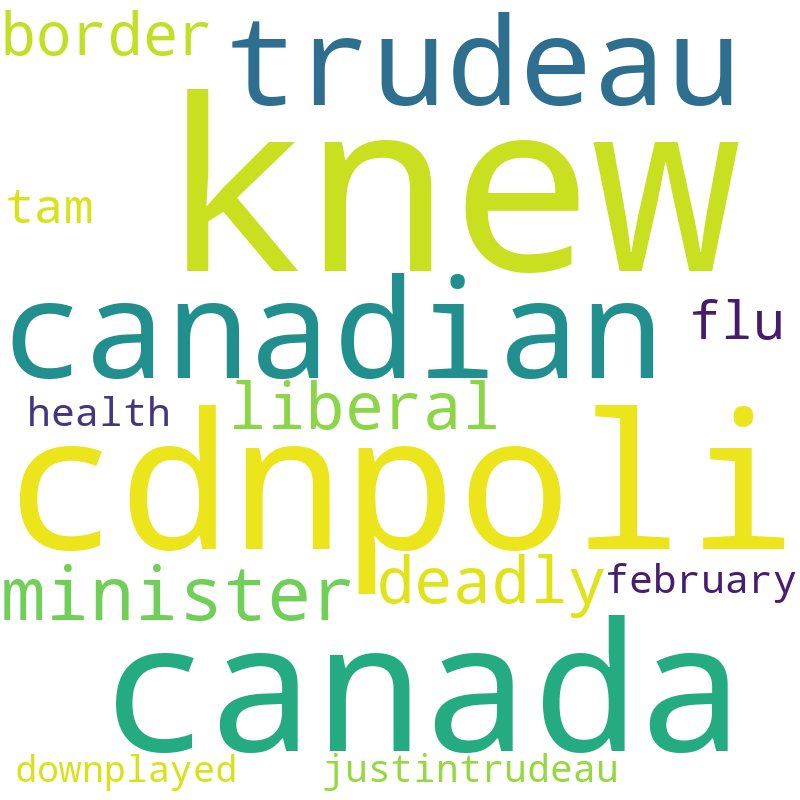 border
trudeau
knew
tam
canadian
flu
liberal
health
cdnpoli
deadly
february
minister
canada
downplayed
justintrudeau